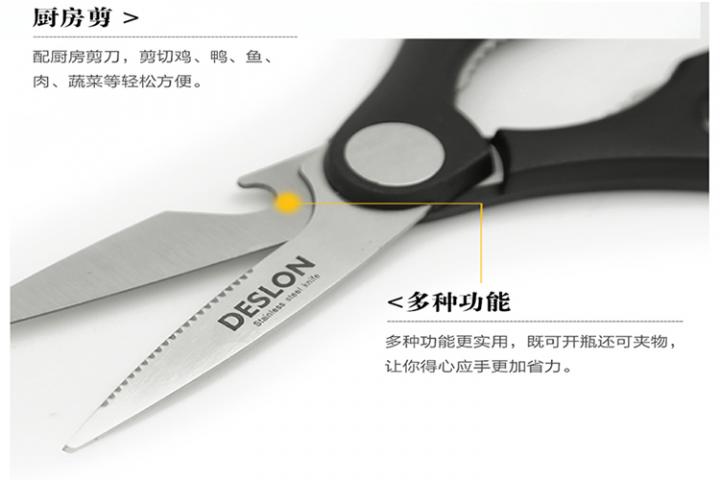 厨房剪 >
配厨房剪刀，剪切鸡、鸭、鱼、
肉、蔬菜等轻松方便。
DESLON
Stainless steel knife
<多种功能
多种功能更实用，既可开瓶还可夹物，
让你得心应手更加省力。